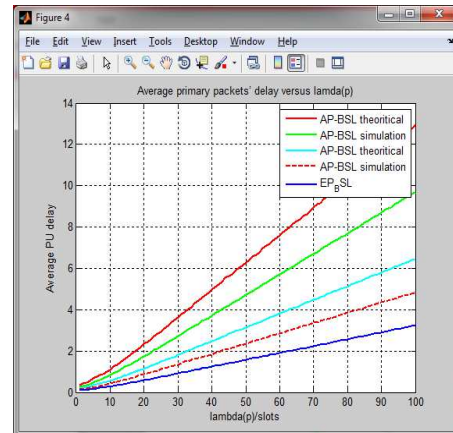 Figure 4
File Edit View Insert Tools Desktop Window Help
Average primary packets' delay versus lamda(p)
14
12
10
8
6
4
2
0
Average PU delay
AP-BSL theoritical
AP-BSL simulation
AP-BSL theoritical
AP-BSL simulation
EP_BSL
0 10 20 30 40 50 60 70 80 90 100
lambda(p)/slots